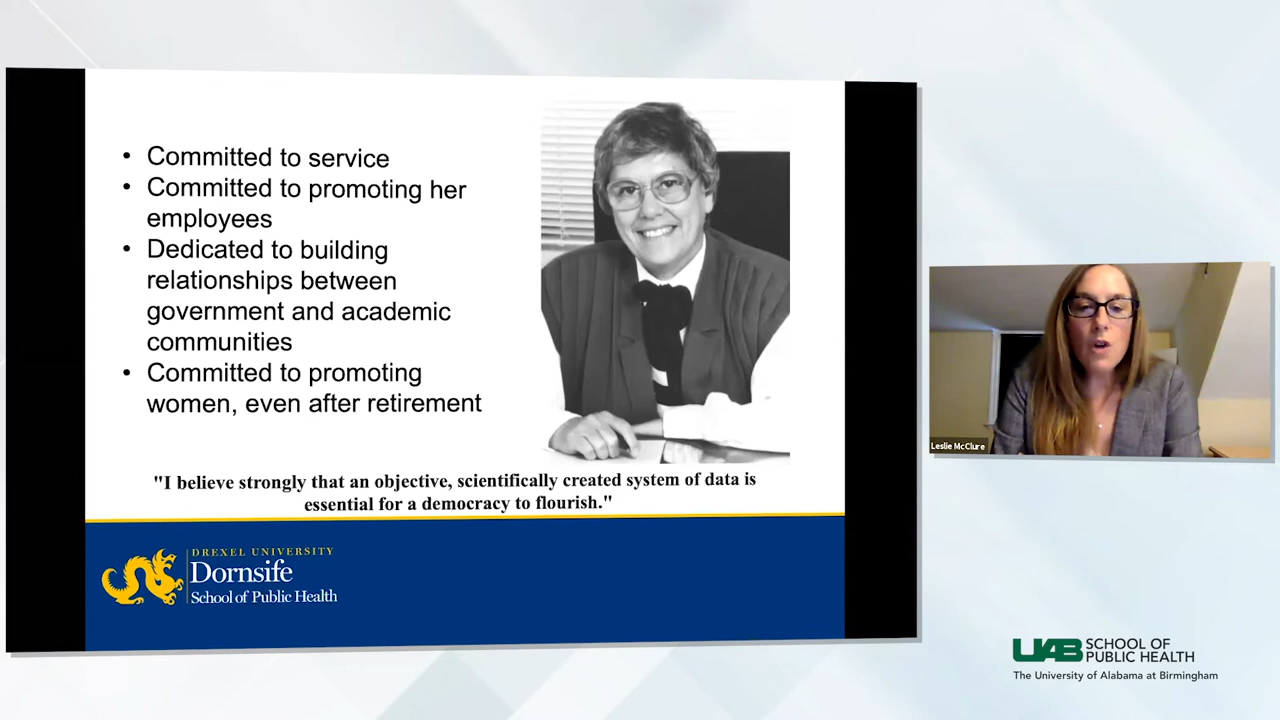 • Committed to service
• Committed to promoting her
employees
• Dedicated to building
relationships between
government and academic
communities
• Committed to promoting
women, even after retirement
"I believe strongly that an objective, scientifically created system of data is
essential for a democracy to flourish."
DREXEL UNIVERSITY
Dornsife
School of Public Health
Leslie McClure
UAB SCHOOL OF
PUBLIC HEALTH
The University of Alabama at Birmingham